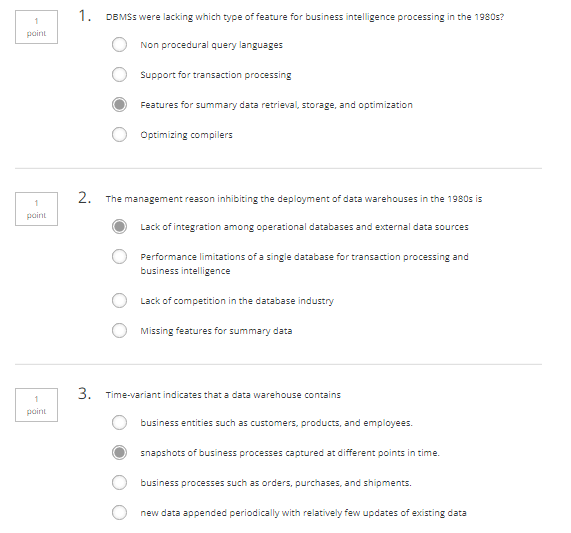 1
point
1. DBMSs were lacking which type of feature for business intelligence processing in the 1980s?
Non procedural query languages
Support for transaction processing
Features for summary data retrieval, storage, and optimization
Optimizing compilers
1
point
2. The management reason inhibiting the deployment of data warehouses in the 1980s is
Lack of integration among operational databases and external data sources
Performance limitations of a single database for transaction processing and
business intelligence
Lack of competition in the database industry
Missing features for summary data
1
point
3. Time-variant indicates that a data warehouse contains
business entities such as customers, products, and employees.
snapshots of business processes captured at different points in time.
business processes such as orders, purchases, and shipments.
new data appended periodically with relatively few updates of existing data